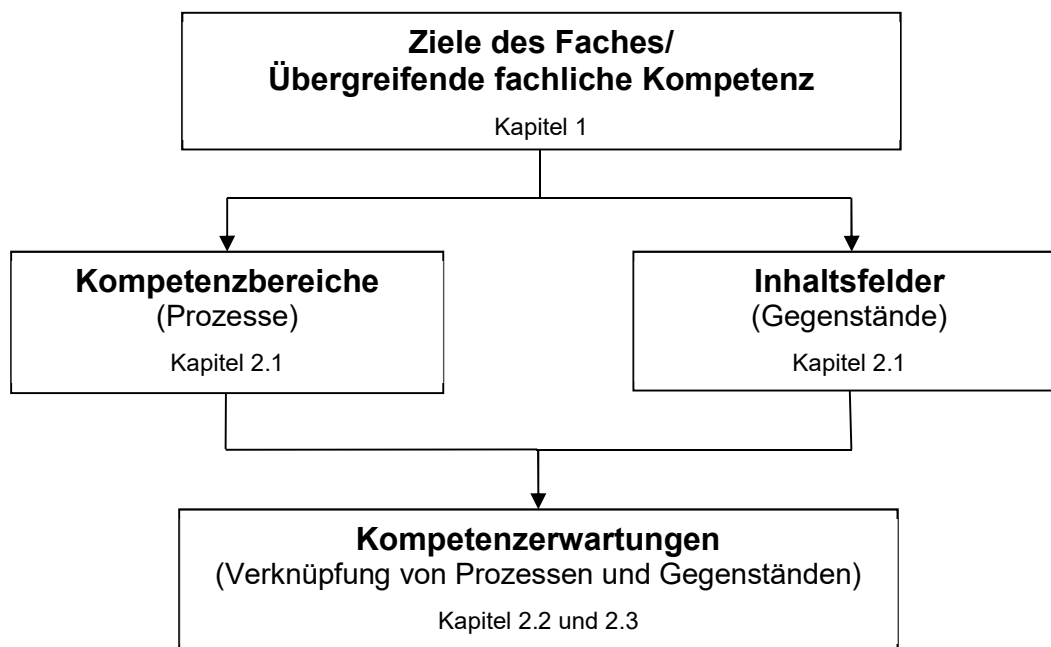 Ziele des Faches/
Übergreifende fachliche Kompetenz
Kapitel 1
Kompetenzbereiche
(Prozesse)
Kapitel 2.1
Inhaltsfelder
(Gegenstände)
Kapitel 2.1
Kompetenzerwartungen
(Verknüpfung von Prozessen und Gegenständen)
Kapitel 2.2 und 2.3